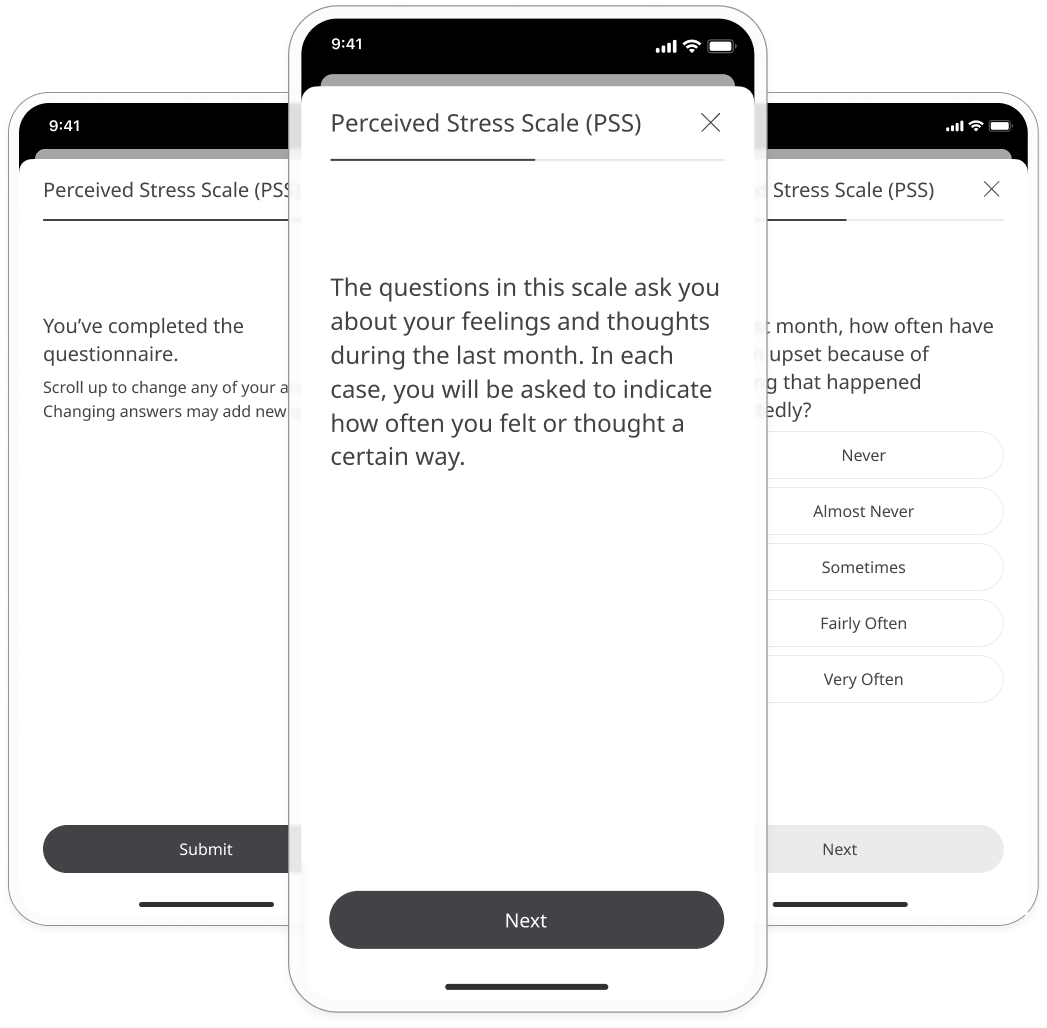 9:41
Perceived Stress Scale (PSS)
You’ve completed the
questionnaire.
Scroll up to change any of your
Changing answers may add new
Submit
9:41
Perceived Stress Scale (PSS)
The questions in this scale ask you
about your feelings and thoughts
during the last month. In each
case, you will be asked to indicate
how often you felt or thought a
certain way.
Next
Stress Scale (PSS)
month, how often have
upset because of
that happened
Never
Almost Never
Sometimes
Fairly Often
Very Often
Next